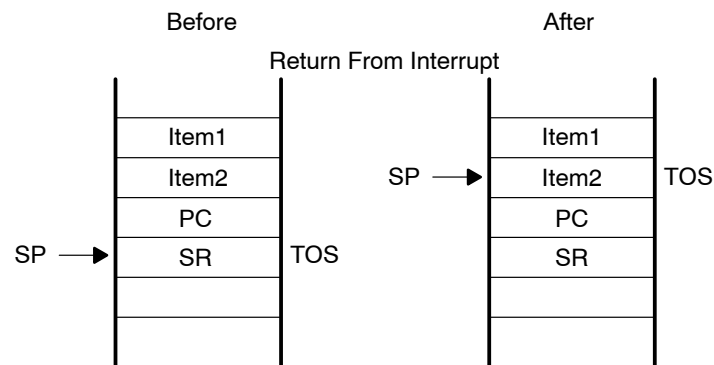 Before After
Return From Interrupt
Item1 Item1
Item2 SP Item2 TOS
PC PC
SP SR TOS SR